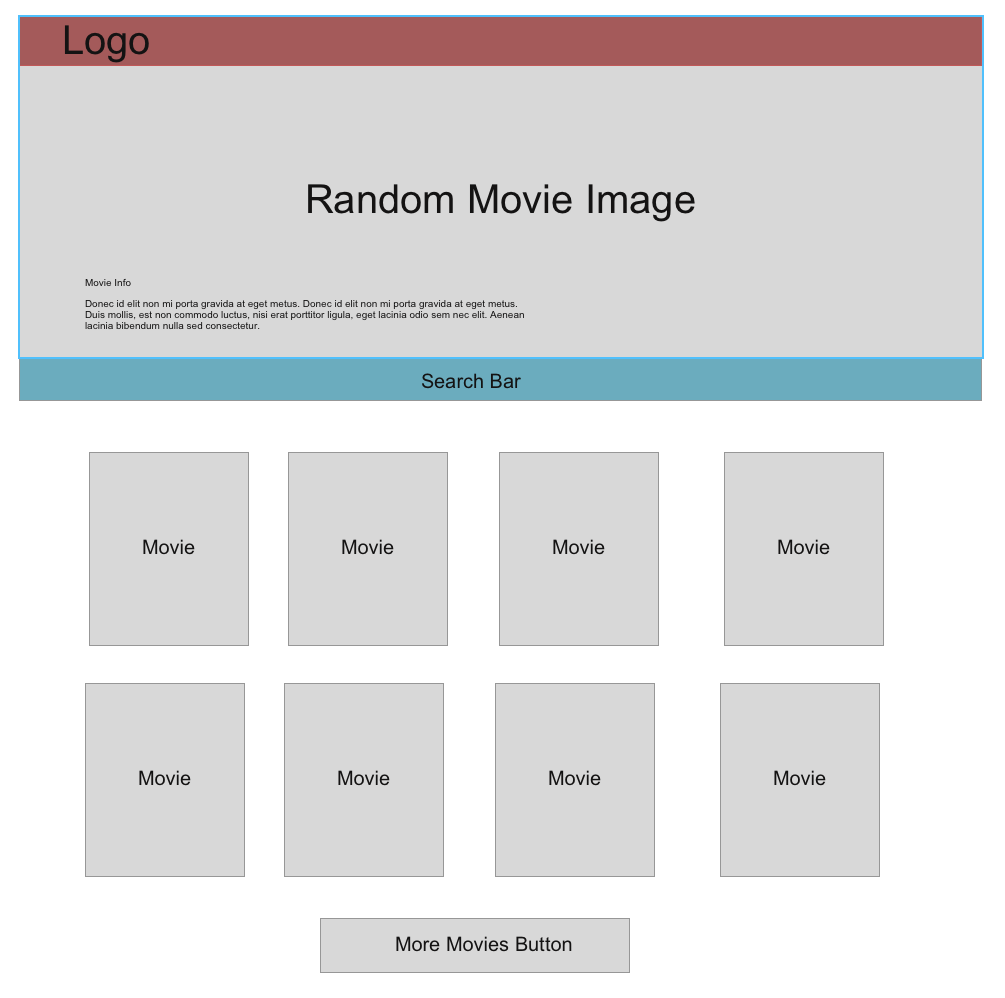 Logo
Random Movie Image
Movie Info
Donec id elit non mi porta gravida at eget metus. Donec id elit non mi porta gravida at eget metus.
Duis mollis, est non commodo luctus, nisi erat porttitor ligula, eget lacinia odio sem nec elit. Aenean
lacinia bibendum nulla sed consectetur.
Search Bar
Movie
Movie
Movie
Movie
Movie
Movie
Movie
Movie
More Movies Button